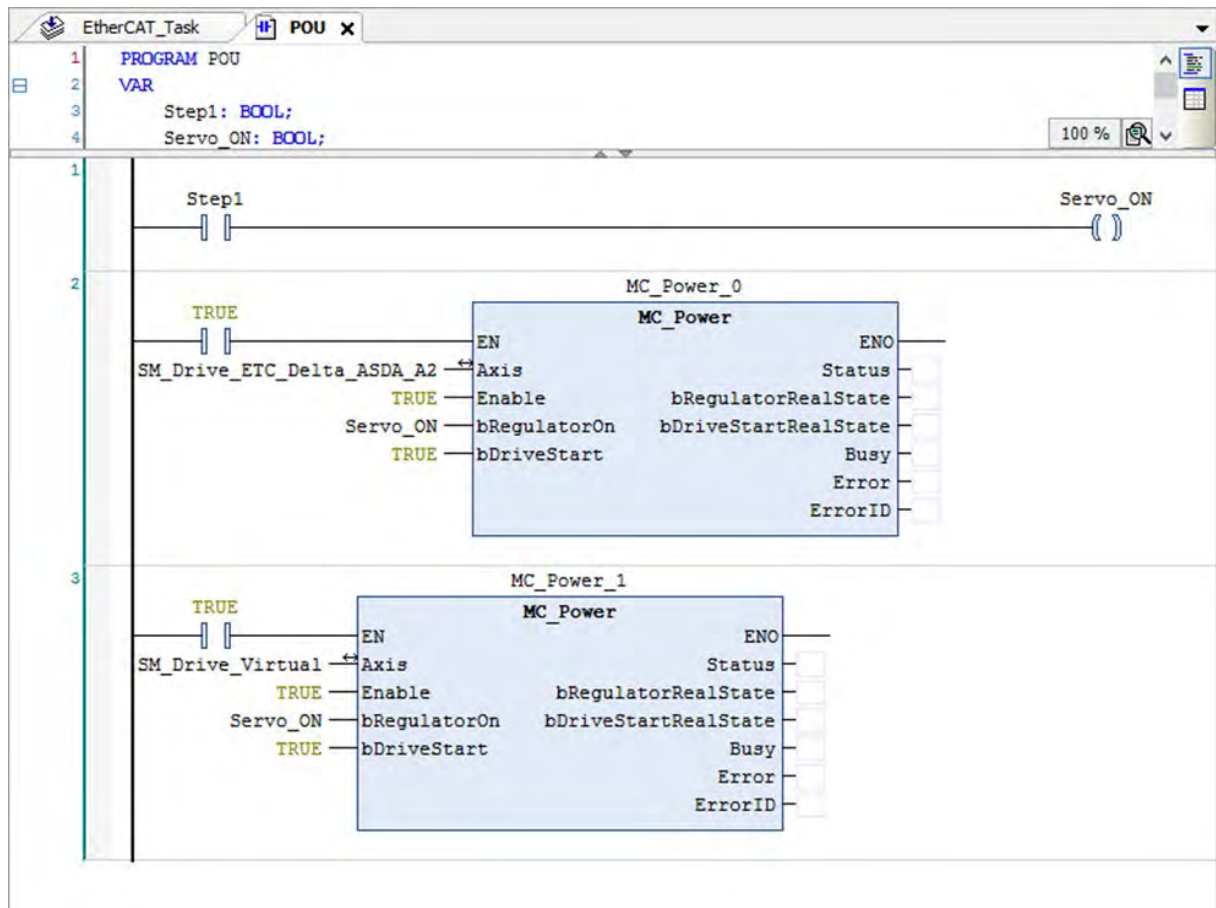 EtherCAT_Task POU
1 PROGRAM POU
2 VAR
3 Step1: BOOL;
4 Servo_ON: BOOL;
100 %
1
Step1 Servo_ON
2
MC_Power_0
TRUE MC_Power
EN ENO
SM_Drive_ETC_Delta_ASDA_A2 Axis Status
TRUE Enable bRegulatorRealState
Servo_ON bRegulatorOn bDriveStartRealState
TRUE bDriveStart Busy
Error
ErrorID
3
MC_Power_1
TRUE MC_Power
EN ENO
SM_Drive_Virtual Axis Status
TRUE Enable bRegulatorRealState
Servo_ON bRegulatorOn bDriveStartRealState
TRUE bDriveStart Busy
Error
ErrorID